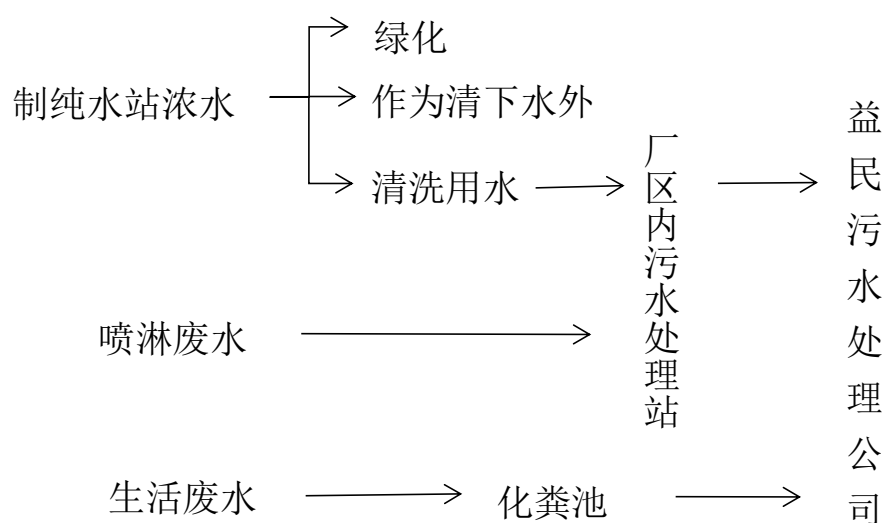 绿化
制纯水站浓水
作为清下水外
清洗用水
厂区内污水处理站
益民污水处理公司
喷淋废水
生活废水
化粪池